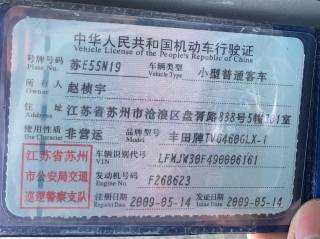 中华人民共和国机动车行驶证
Vehicle License of the People's Republic of China
号牌号码 苏E55N19 车辆类型 小型普通客车
Plate No. Vehicle Type
所有人 赵桢宇
Owner
住址 江苏省苏州市沧浪区盘胥路838号5幢301室
Address
使用性质 非营运 品牌型号 丰田牌TV6460GLX-I
Use Character Model
江苏省苏州
市公安局交通
巡逻警察支队
车辆识别代号 LFMJW30F490006161
VIN
发动机号码 F268623
Engine No.
注册日期 2009-05-14 发证日期 2009-05-14
Register Date Issue Date